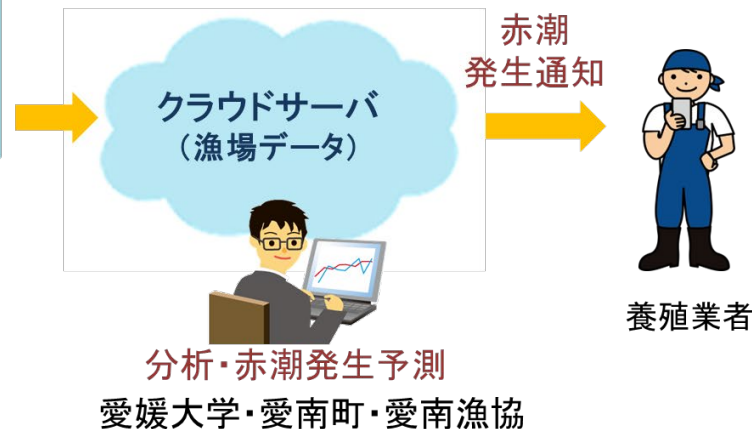 赤潮
発生通知
クラウドサーバ
（漁場データ）
養殖業者
分析・赤潮発生予測
愛媛大学・愛南町・愛南漁協